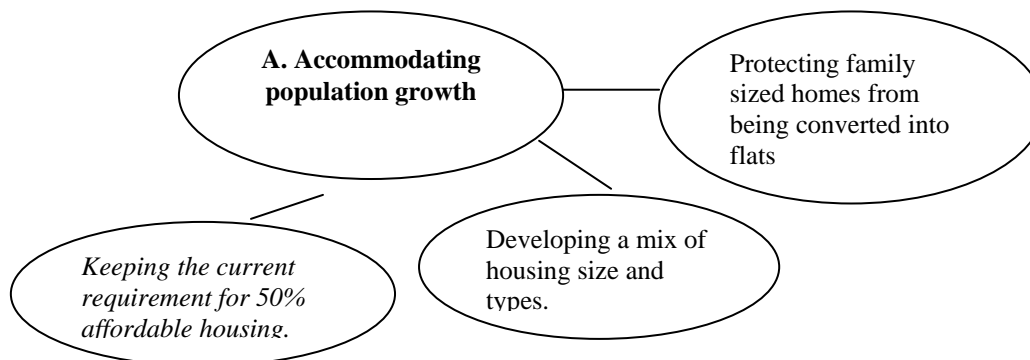 A. Accommodating
population growth
Protecting family
sized homes from
being converted into
flats
Keeping the current
requirement for 50%
affordable housing.
Developing a mix of
housing size and
types.